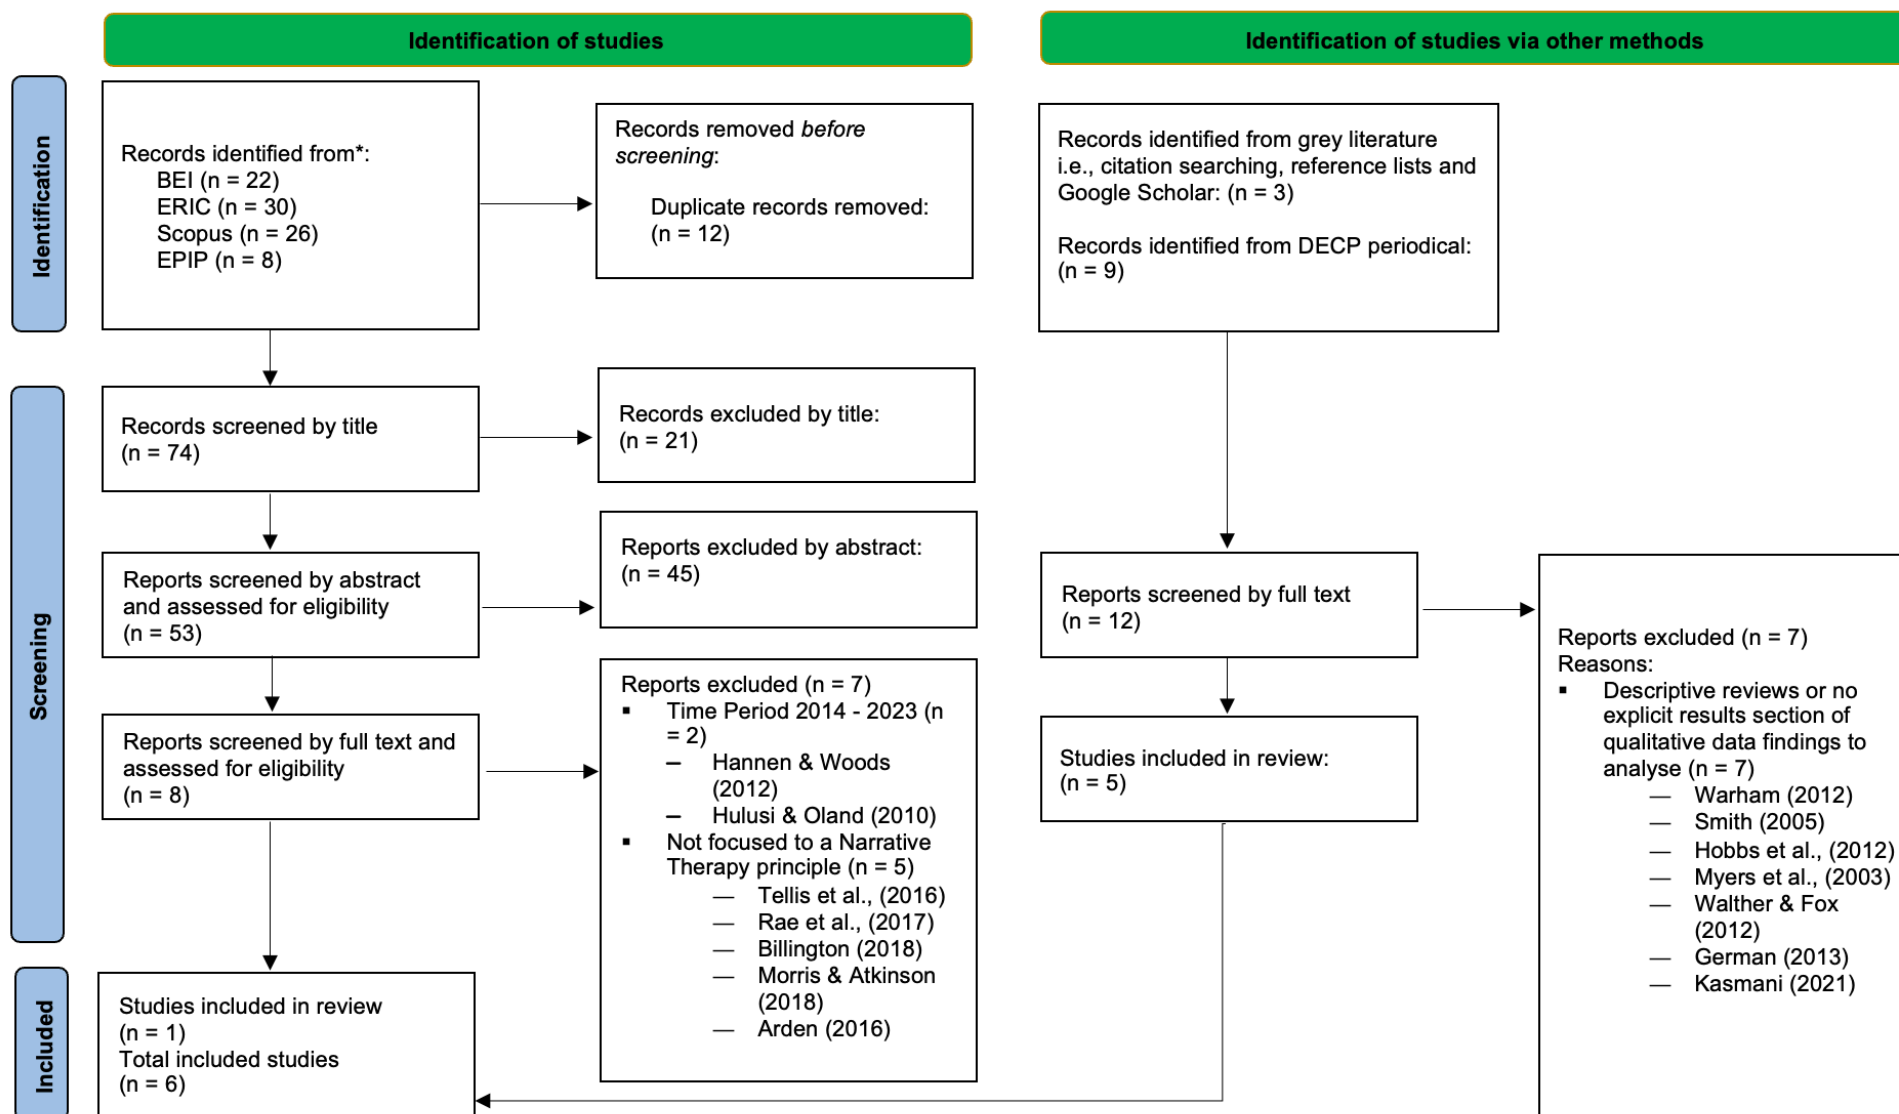 Identification of studies
Identification of studies via other methods
Identification
Records identified from*:
BEI (n = 22)
ERIC (n = 30)
Scopus (n = 26)
EPIP (n = 8)
Records removed before
screening:
Duplicate records removed:
(n = 12)
Records identified from grey literature
i.e., citation searching, reference lists and
Google Scholar: (n = 3)
Records identified from DECP periodical:
(n = 9)
Screening
Records screened by title
(n = 74)
Records excluded by title:
(n = 21)
Reports screened by abstract
and assessed for eligibility
(n = 53)
Reports excluded by abstract:
(n = 45)
Reports screened by full text and
assessed for eligibility
(n = 8)
Reports excluded (n = 7)
▪ Time Period 2014 - 2023 (n
= 2)
– Hannen & Woods
(2012)
– Hulusi & Oland (2010)
▪ Not focused to a Narrative
Therapy principle (n = 5)
— Tellis et al., (2016)
— Rae et al., (2017)
— Billington (2018)
— Morris & Atkinson
(2018)
— Arden (2016)
Reports screened by full text
(n = 12)
Reports excluded (n = 7)
Reasons:
▪ Descriptive reviews or no
explicit results section of
qualitative data findings to
analyse (n = 7)
— Warham (2012)
— Smith (2005)
— Hobbs et al., (2012)
— Myers et al., (2003)
— Walther & Fox
(2012)
— German (2013)
— Kasmani (2021)
Studies included in review:
(n = 5)
Included
Studies included in review
(n = 1)
Total included studies
(n = 6)